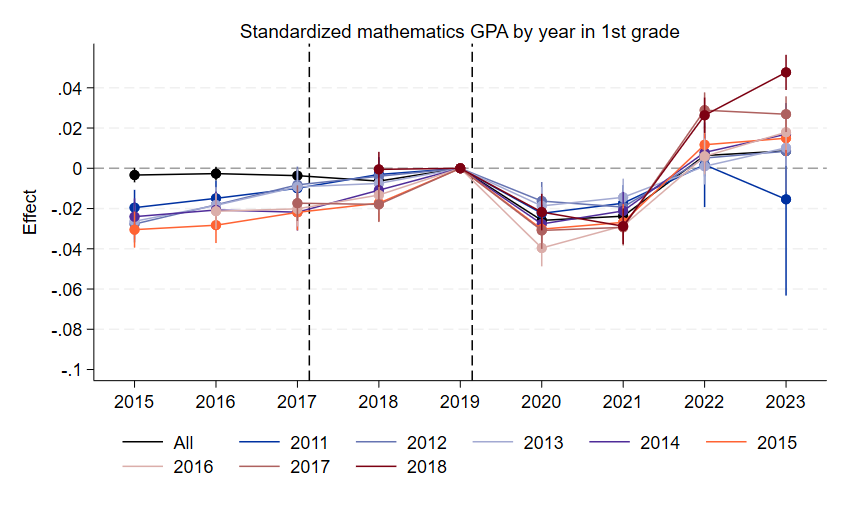 Standardized mathematics GPA by year in 1st grade
Effect
.04
.02
0
-.02
-.04
-.06
-.08
-.1
2015 2016 2017 2018 2019 2020 2021 2022 2023
All 2011 2012 2013 2014 2015
2016 2017 2018